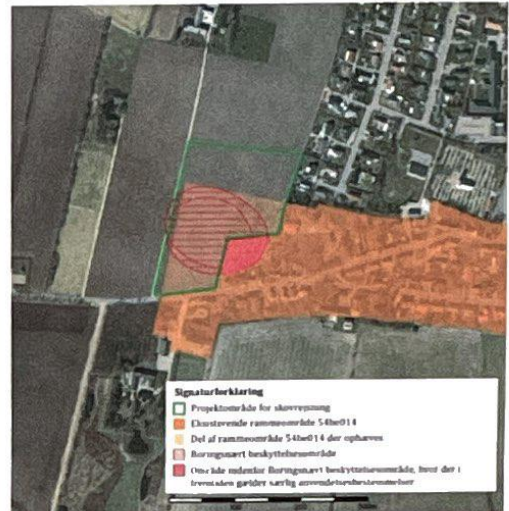 Signaturforklaring
Projektområde for skovrejsning
Eksisterende rammeområde 54be014
Del af rammeområde 54be014 der ophæves
Boringsnært beskyttelsesområde
Område indenfor Boringsnært beskyttelsesområde, hvor der i
fremtiden gælder særlig anvendelsesbestemmelser